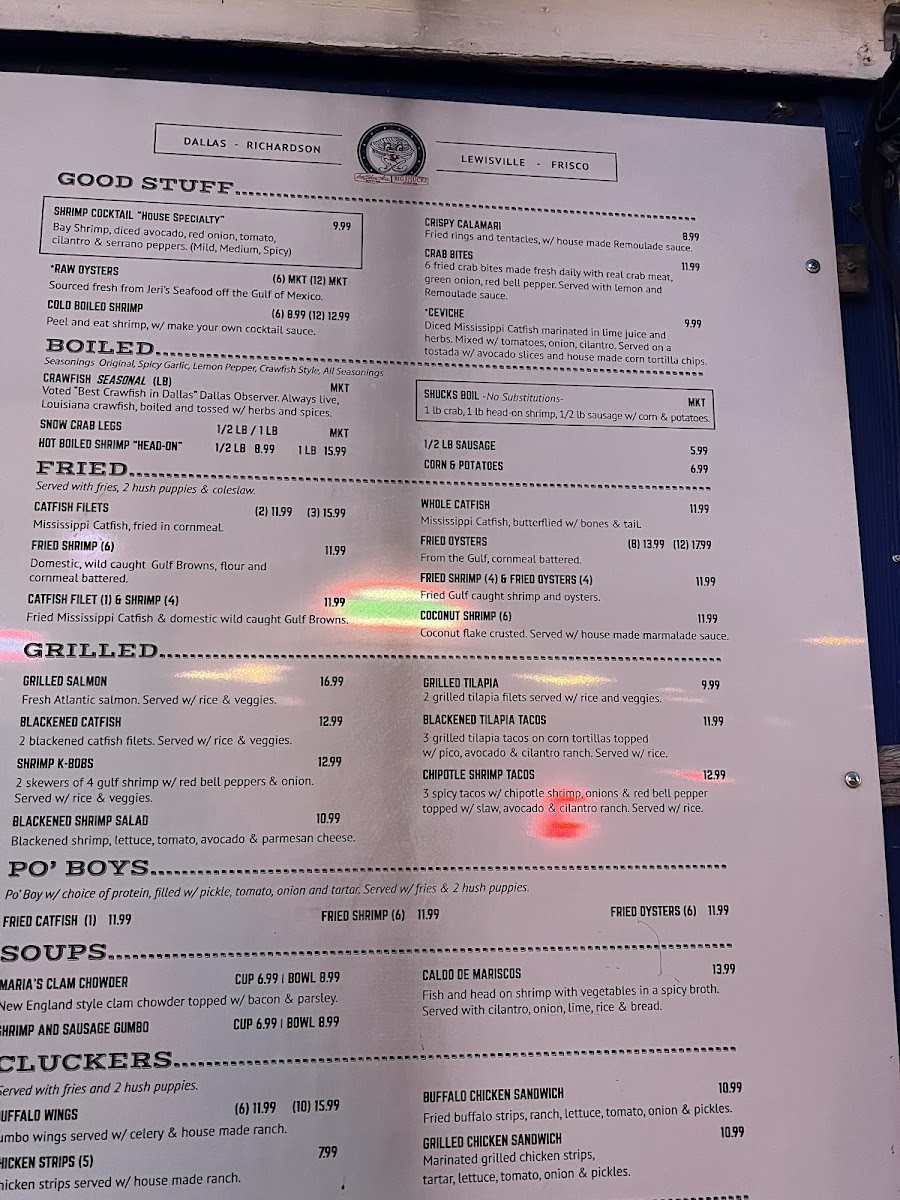 DALLAS - RICHARDSON
LEWISVILLE - FRISCO
GOOD STUFF
SHRIMP COCKTAIL "HOUSE SPECIALTY" 9.99
Bay Shrimp, diced avocado, red onion, tomato,
cilantro & serrano peppers. (Mild, Medium, Spicy)
*RAW OYSTERS (6) MKT (12) MKT
Sourced fresh from Jeri's Seafood off the Gulf of Mexico.
COLD BOILED SHRIMP (6) 8.99 (12) 12.99
Peel and eat shrimp, w/ make your own cocktail sauce.
CRISPY CALAMARI 8.99
Fried rings and tentacles, w/ house made Remoulade sauce.
CRAB BITES 11.99
6 fried crab bites made fresh daily with real crab meat,
green onion, red bell pepper. Served with lemon and
Remoulade sauce.
*CEVICHE 9.99
Diced Mississippi Catfish marinated in lime juice and
herbs. Mixed w/ tomatoes, onion, cilantro. Served on a
tostada w/ avocado slices and house made corn tortilla chips.
BOILED
Seasonings Original, Spicy Garlic, Lemon Pepper, Crawfish Style, All Seasonings
CRAWFISH SEASONAL (LB) MKT
Voted "Best Crawfish in Dallas" Dallas Observer. Always live,
Louisiana crawfish, boiled and tossed w/ herbs and spices.
SNOW CRAB LEGS 1/2 LB / 1 LB MKT
HOT BOILED SHRIMP "HEAD-ON" 1/2 LB 8.99 1 LB 15.99
SHUCKS BOIL -No Substitutions- MKT
1 lb crab, 1 lb head-on shrimp, 1/2 lb sausage w/ corn & potatoes.
1/2 LB SAUSAGE 5.99
CORN & POTATOES 6.99
FRIED
Served with fries, 2 hush puppies & coleslaw.
CATFISH FILETS (2) 11.99 (3) 15.99
Mississippi Catfish, fried in cornmeal.
FRIED SHRIMP (6) 11.99
Domestic, wild caught Gulf Browns, flour and
cornmeal battered.
CATFISH FILET (1) & SHRIMP (4) 11.99
Fried Mississippi Catfish & domestic wild caught Gulf Browns.
WHOLE CATFISH 11.99
Mississippi Catfish, butterflied w/ bones & tail.
FRIED OYSTERS (8) 13.99 (12) 17.99
From the Gulf, cornmeal battered.
FRIED SHRIMP (4) & FRIED OYSTERS (4) 11.99
Fried Gulf caught shrimp and oysters.
COCONUT SHRIMP (6) 11.99
Coconut flake crusted. Served w/ house made marmalade sauce.
GRILLED
GRILLED SALMON 16.99
Fresh Atlantic salmon. Served w/ rice & veggies.
BLACKENED CATFISH 12.99
2 blackened catfish filets. Served w/ rice & veggies.
SHRIMP K-BOBS 12.99
2 skewers of 4 gulf shrimp w/ red bell peppers & onion.
Served w/ rice & veggies.
BLACKENED SHRIMP SALAD 10.99
Blackened shrimp, lettuce, tomato, avocado & parmesan cheese.
GRILLED TILAPIA 9.99
2 grilled tilapia filets served w/ rice and veggies.
BLACKENED TILAPIA TACOS 11.99
3 grilled tilapia tacos on corn tortillas topped
w/ pico, avocado & cilantro ranch. Served w/ rice.
CHIPOTLE SHRIMP TACOS 12.99
3 spicy tacos w/ chipotle shrimp, onions & red bell pepper
topped w/ slaw, avocado & cilantro ranch. Served w/ rice.
PO' BOYS
Po' Boy w/ choice of protein, filled w/ pickle, tomato, onion and tartar. Served w/ fries & 2 hush puppies.
FRIED CATFISH (1) 11.99 FRIED SHRIMP (6) 11.99 FRIED OYSTERS (6) 11.99
SOUPS
MARIA'S CLAM CHOWDER CUP 6.99 | BOWL 8.99
New England style clam chowder topped w/ bacon & parsley.
SHRIMP AND SAUSAGE GUMBO CUP 6.99 | BOWL 8.99
CALDO DE MARISCOS 13.99
Fish and head on shrimp with vegetables in a spicy broth.
Served with cilantro, onion, lime, rice & bread.
CLUCKERS
Served with fries and 2 hush puppies.
UFFALO WINGS (6) 11.99 (10) 15.99
umbo wings served w/ celery & house made ranch.
HICKEN STRIPS (5) 7.99
hicken strips served w/ house made ranch.
BUFFALO CHICKEN SANDWICH 10.99
Fried buffalo strips, ranch, lettuce, tomato, onion & pickles.
GRILLED CHICKEN SANDWICH 10.99
Marinated grilled chicken strips,
tartar, lettuce, tomato, onion & pickles.